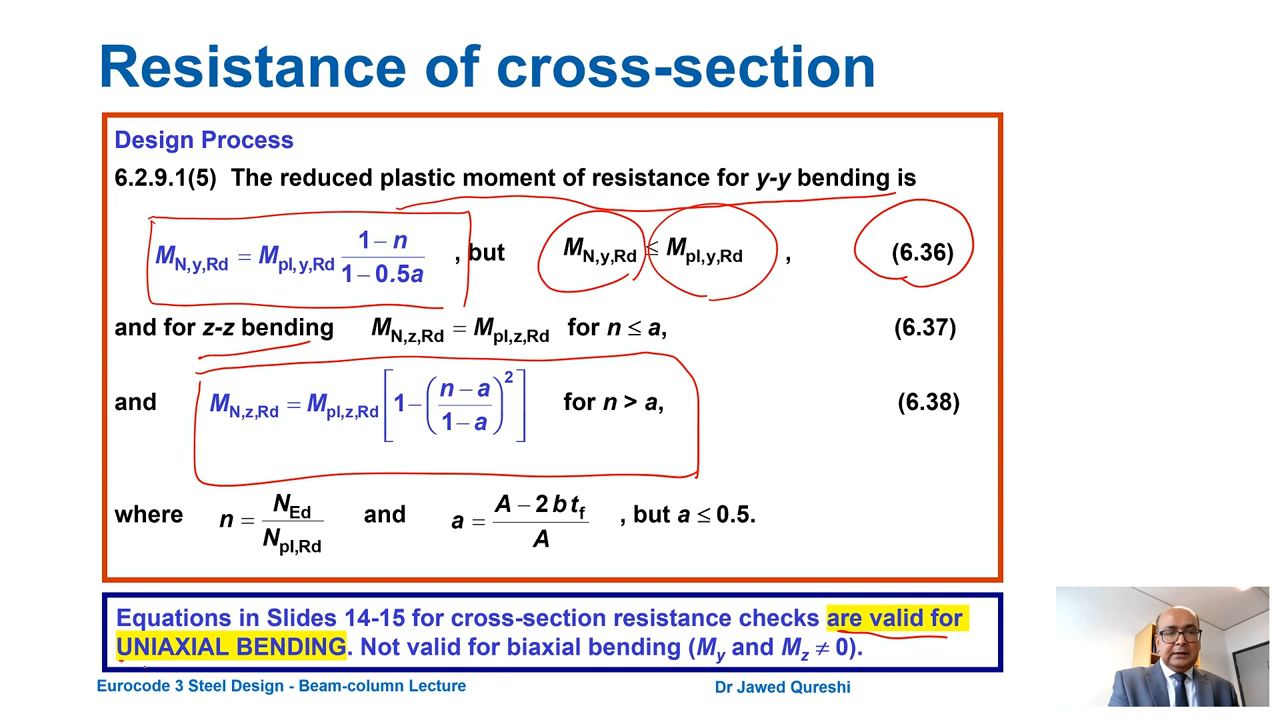 Resistance of cross-section
Design Process
6.2.9.1(5) The reduced plastic moment of resistance for y-y bending is
M_N,y,Rd = M_pl,y,Rd (1 − n)/(1 − 0.5a) , but M_N,y,Rd ≤ M_pl,y,Rd , (6.36)
and for z-z bending M_N,z,Rd = M_pl,z,Rd for n ≤ a, (6.37)
and M_N,z,Rd = M_pl,z,Rd [1 − ((n − a)/(1 − a))²] for n > a, (6.38)
where n = N_Ed/N_pl,Rd and a = (A − 2 b t_f)/A , but a ≤ 0.5.
Equations in Slides 14-15 for cross-section resistance checks are valid for
UNIAXIAL BENDING. Not valid for biaxial bending (M_y and M_z ≠ 0).
Eurocode 3 Steel Design - Beam-column Lecture Dr Jawed Qureshi